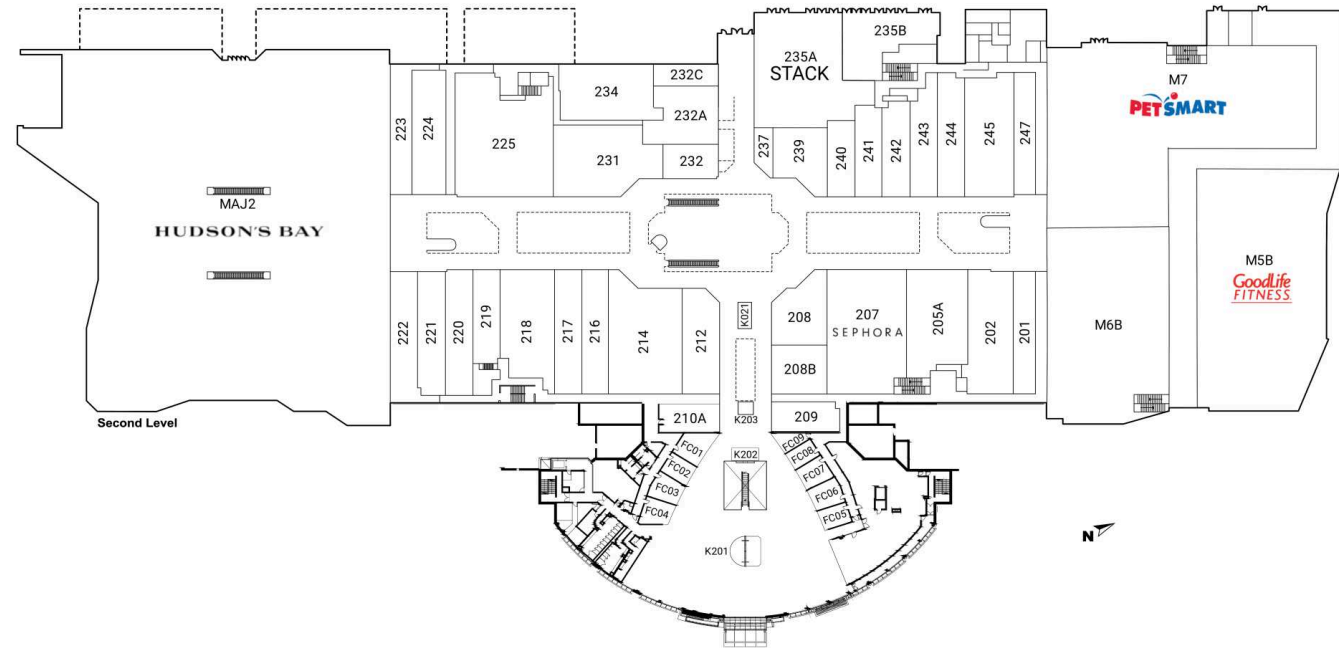 235B
235A
STACK
M7
PETSMART
232C
234
232A
223
224
225
231
232
237
239
240
241
242
243
244
245
247
MAJ2
HUDSON'S BAY
M5B
GoodLife
FITNESS
M6B
222
221
220
219
218
217
216
214
212
K021
208
207
SEPHORA
205A
202
201
208B
Second Level
210A
K203
209
FC01
FC02
FC03
FC04
K202
FC09
FC08
FC07
FC06
FC05
K201
N